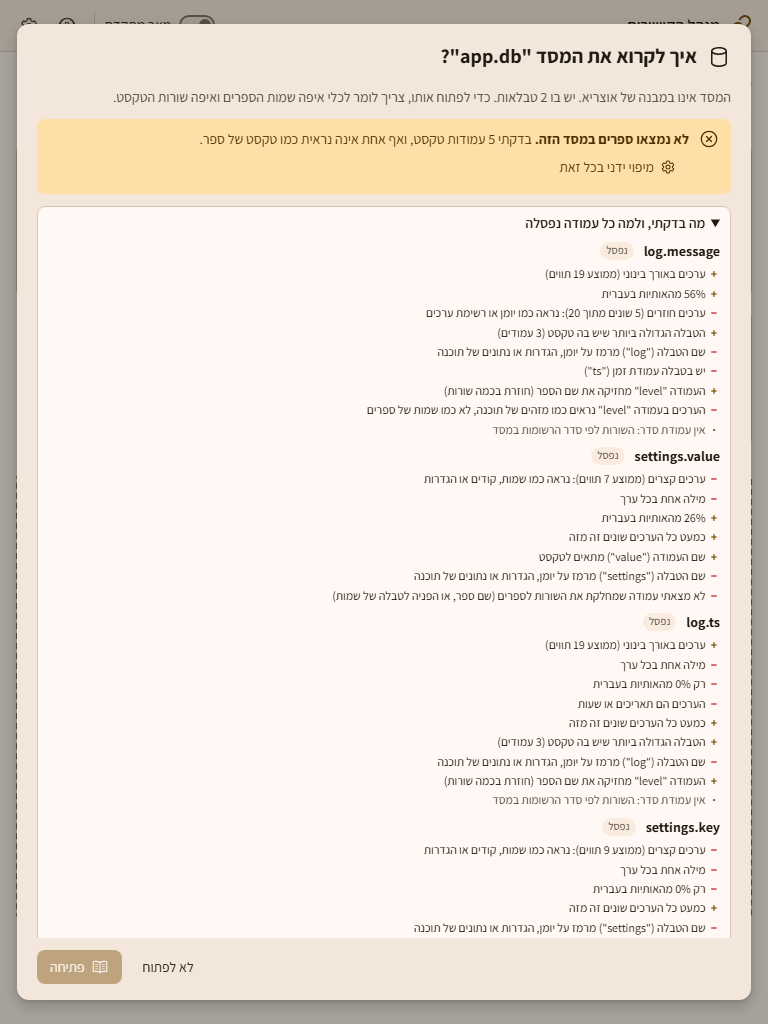 איך לקרוא את המסד "app.db"?
המסד אינו במבנה של אוצריא. יש בו 2 טבלאות. כדי לפתוח אותו, צריך לומר לכלי איפה שמות הספרים ואיפה שורות הטקסט.
לא נמצאו ספרים במסד הזה. בדקתי 5 עמודות טקסט, ואף אחת אינה נראית כמו טקסט של ספר.
מיפוי ידני בכל זאת
▼ מה בדקתי, ולמה כל עמודה נפסלה
log.message נפסל
+ ערכים באורך בינוני (ממוצע 19 תווים)
+ 56% מהאותיות בעברית
− ערכים חוזרים (5 שונים מתוך 20): נראה כמו יומן או רשימת ערכים
+ הטבלה הגדולה ביותר שיש בה טקסט (3 עמודים)
− שם הטבלה ("log") מרמז על יומן, הגדרות או נתונים של תוכנה
− יש בטבלה עמודת זמן ("ts")
+ העמודה "level" מחזיקה את שם הספר (חוזרת בכמה שורות)
− הערכים בעמודה "level" נראים כמו מזהים של תוכנה, לא כמו שמות של ספרים
· אין עמודת סדר: השורות לפי סדר הרשומות במסד
settings.value נפסל
− ערכים קצרים (ממוצע 7 תווים): נראה כמו שמות, קודים או הגדרות
− מילה אחת בכל ערך
+ 26% מהאותיות בעברית
+ כמעט כל הערכים שונים זה מזה
+ שם העמודה ("value") מתאים לטקסט
− שם הטבלה ("settings") מרמז על יומן, הגדרות או נתונים של תוכנה
− לא מצאתי עמודה שמחלקת את השורות לספרים (שם ספר, או הפניה לטבלה של שמות)
log.ts נפסל
+ ערכים באורך בינוני (ממוצע 19 תווים)
− מילה אחת בכל ערך
− רק 0% מהאותיות בעברית
− הערכים הם תאריכים או שעות
+ כמעט כל הערכים שונים זה מזה
+ הטבלה הגדולה ביותר שיש בה טקסט (3 עמודים)
− שם הטבלה ("log") מרמז על יומן, הגדרות או נתונים של תוכנה
+ העמודה "level" מחזיקה את שם הספר (חוזרת בכמה שורות)
· אין עמודת סדר: השורות לפי סדר הרשומות במסד
settings.key נפסל
− ערכים קצרים (ממוצע 9 תווים): נראה כמו שמות, קודים או הגדרות
− מילה אחת בכל ערך
− רק 0% מהאותיות בעברית
+ כמעט כל הערכים שונים זה מזה
− שם הטבלה ("settings") מרמז על יומן, הגדרות או נתונים של תוכנה
לא לפתוח
פתיחה